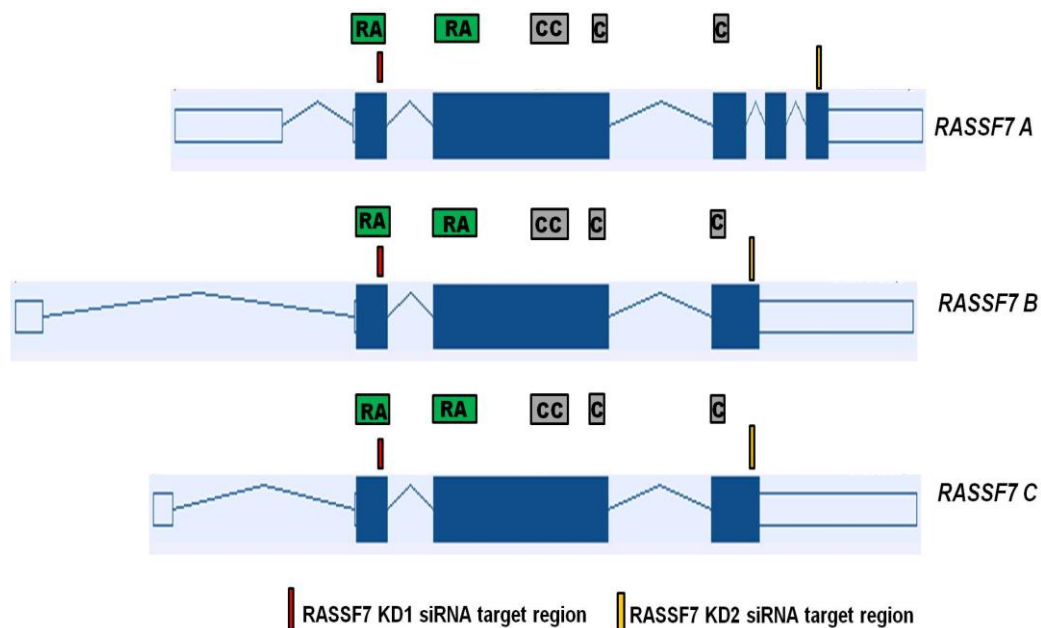 RA RA CC C C
RASSF7 A
RA RA CC C C
RASSF7 B
RA RA CC C C
RASSF7 C
RASSF7 KD1 siRNA target region RASSF7 KD2 siRNA target region